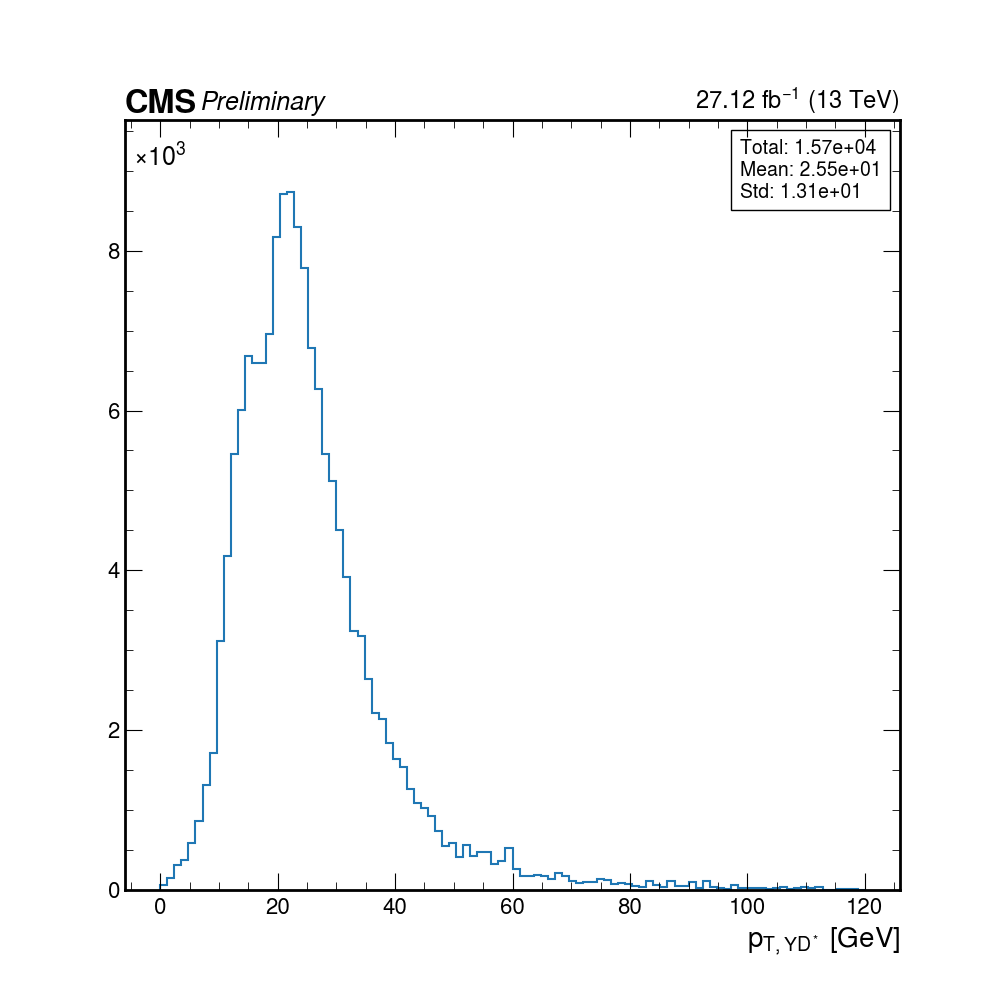 CMS Preliminary 27.12 fb⁻¹ (13 TeV)
×10³
Total: 1.57e+04
Mean: 2.55e+01
Std: 1.31e+01
8
6
4
2
0
0 20 40 60 80 100 120
p_{T, YD*} [GeV]